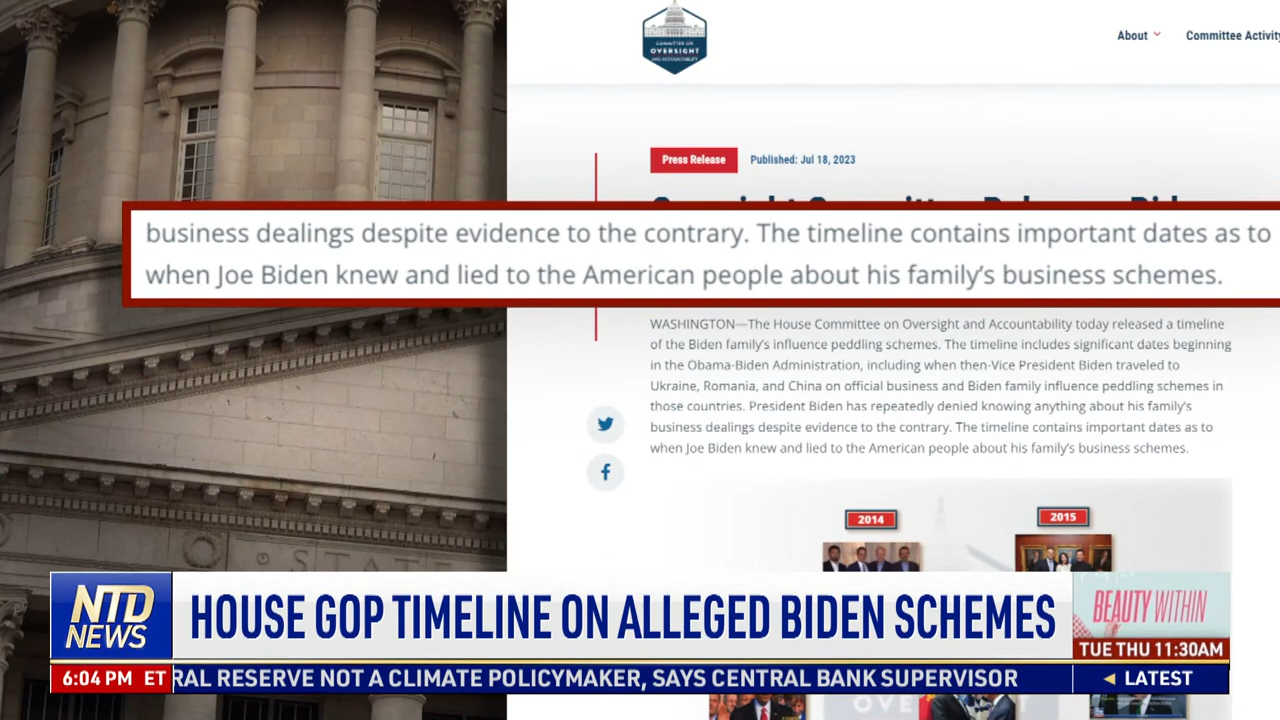 COMMITTEE ON
OVERSIGHT
AND ACCOUNTABILITY
About
Committee Activity
Press Release
Published: Jul 18, 2023
business dealings despite evidence to the contrary. The timeline contains important dates as to
when Joe Biden knew and lied to the American people about his family's business schemes.
WASHINGTON—The House Committee on Oversight and Accountability today released a timeline
of the Biden family's influence peddling schemes. The timeline includes significant dates beginning
in the Obama-Biden Administration, including when then-Vice President Biden traveled to
Ukraine, Romania, and China on official business and Biden family influence peddling schemes in
those countries. President Biden has repeatedly denied knowing anything about his family's
business dealings despite evidence to the contrary. The timeline contains important dates as to
when Joe Biden knew and lied to the American people about his family's business schemes.
2014
2015
STATE
NTD
NEWS
HOUSE GOP TIMELINE ON ALLEGED BIDEN SCHEMES
BEAUTY WITHIN
TUE THU 11:30AM
6:04 PM ET
RAL RESERVE NOT A CLIMATE POLICYMAKER, SAYS CENTRAL BANK SUPERVISOR
LATEST